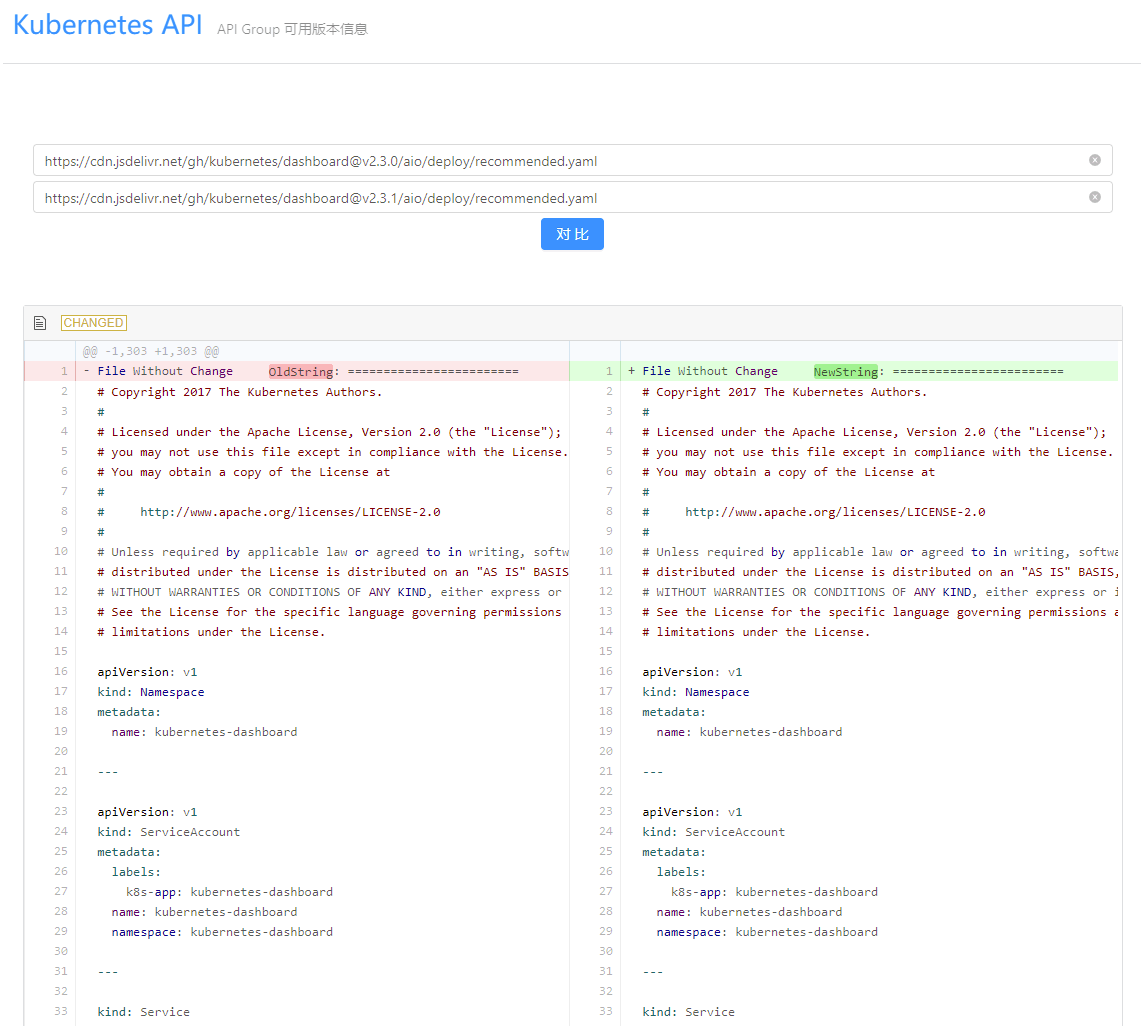 Kubernetes API API Group 可用版本信息
https://cdn.jsdelivr.net/gh/kubernetes/dashboard@v2.3.0/aio/deploy/recommended.yaml
https://cdn.jsdelivr.net/gh/kubernetes/dashboard@v2.3.1/aio/deploy/recommended.yaml
对 比
CHANGED
@@ -1,303 +1,303 @@
1 - File Without Change OldString: ======================== 1 + File Without Change NewString: ========================
2 # Copyright 2017 The Kubernetes Authors. 2 # Copyright 2017 The Kubernetes Authors.
3 # 3 #
4 # Licensed under the Apache License, Version 2.0 (the "License"); 4 # Licensed under the Apache License, Version 2.0 (the "License");
5 # you may not use this file except in compliance with the License. 5 # you may not use this file except in compliance with the License.
6 # You may obtain a copy of the License at 6 # You may obtain a copy of the License at
7 # 7 #
8 # http://www.apache.org/licenses/LICENSE-2.0 8 # http://www.apache.org/licenses/LICENSE-2.0
9 # 9 #
10 # Unless required by applicable law or agreed to in writing, softw 10 # Unless required by applicable law or agreed to in writing, softwa
11 # distributed under the License is distributed on an "AS IS" BASIS 11 # distributed under the License is distributed on an "AS IS" BASIS,
12 # WITHOUT WARRANTIES OR CONDITIONS OF ANY KIND, either express or 12 # WITHOUT WARRANTIES OR CONDITIONS OF ANY KIND, either express or i
13 # See the License for the specific language governing permissions 13 # See the License for the specific language governing permissions a
14 # limitations under the License. 14 # limitations under the License.
15 15
16 apiVersion: v1 16 apiVersion: v1
17 kind: Namespace 17 kind: Namespace
18 metadata: 18 metadata:
19 name: kubernetes-dashboard 19 name: kubernetes-dashboard
20 20
21 --- 21 ---
22 22
23 apiVersion: v1 23 apiVersion: v1
24 kind: ServiceAccount 24 kind: ServiceAccount
25 metadata: 25 metadata:
26 labels: 26 labels:
27 k8s-app: kubernetes-dashboard 27 k8s-app: kubernetes-dashboard
28 name: kubernetes-dashboard 28 name: kubernetes-dashboard
29 namespace: kubernetes-dashboard 29 namespace: kubernetes-dashboard
30 30
31 --- 31 ---
32 32
33 kind: Service 33 kind: Service